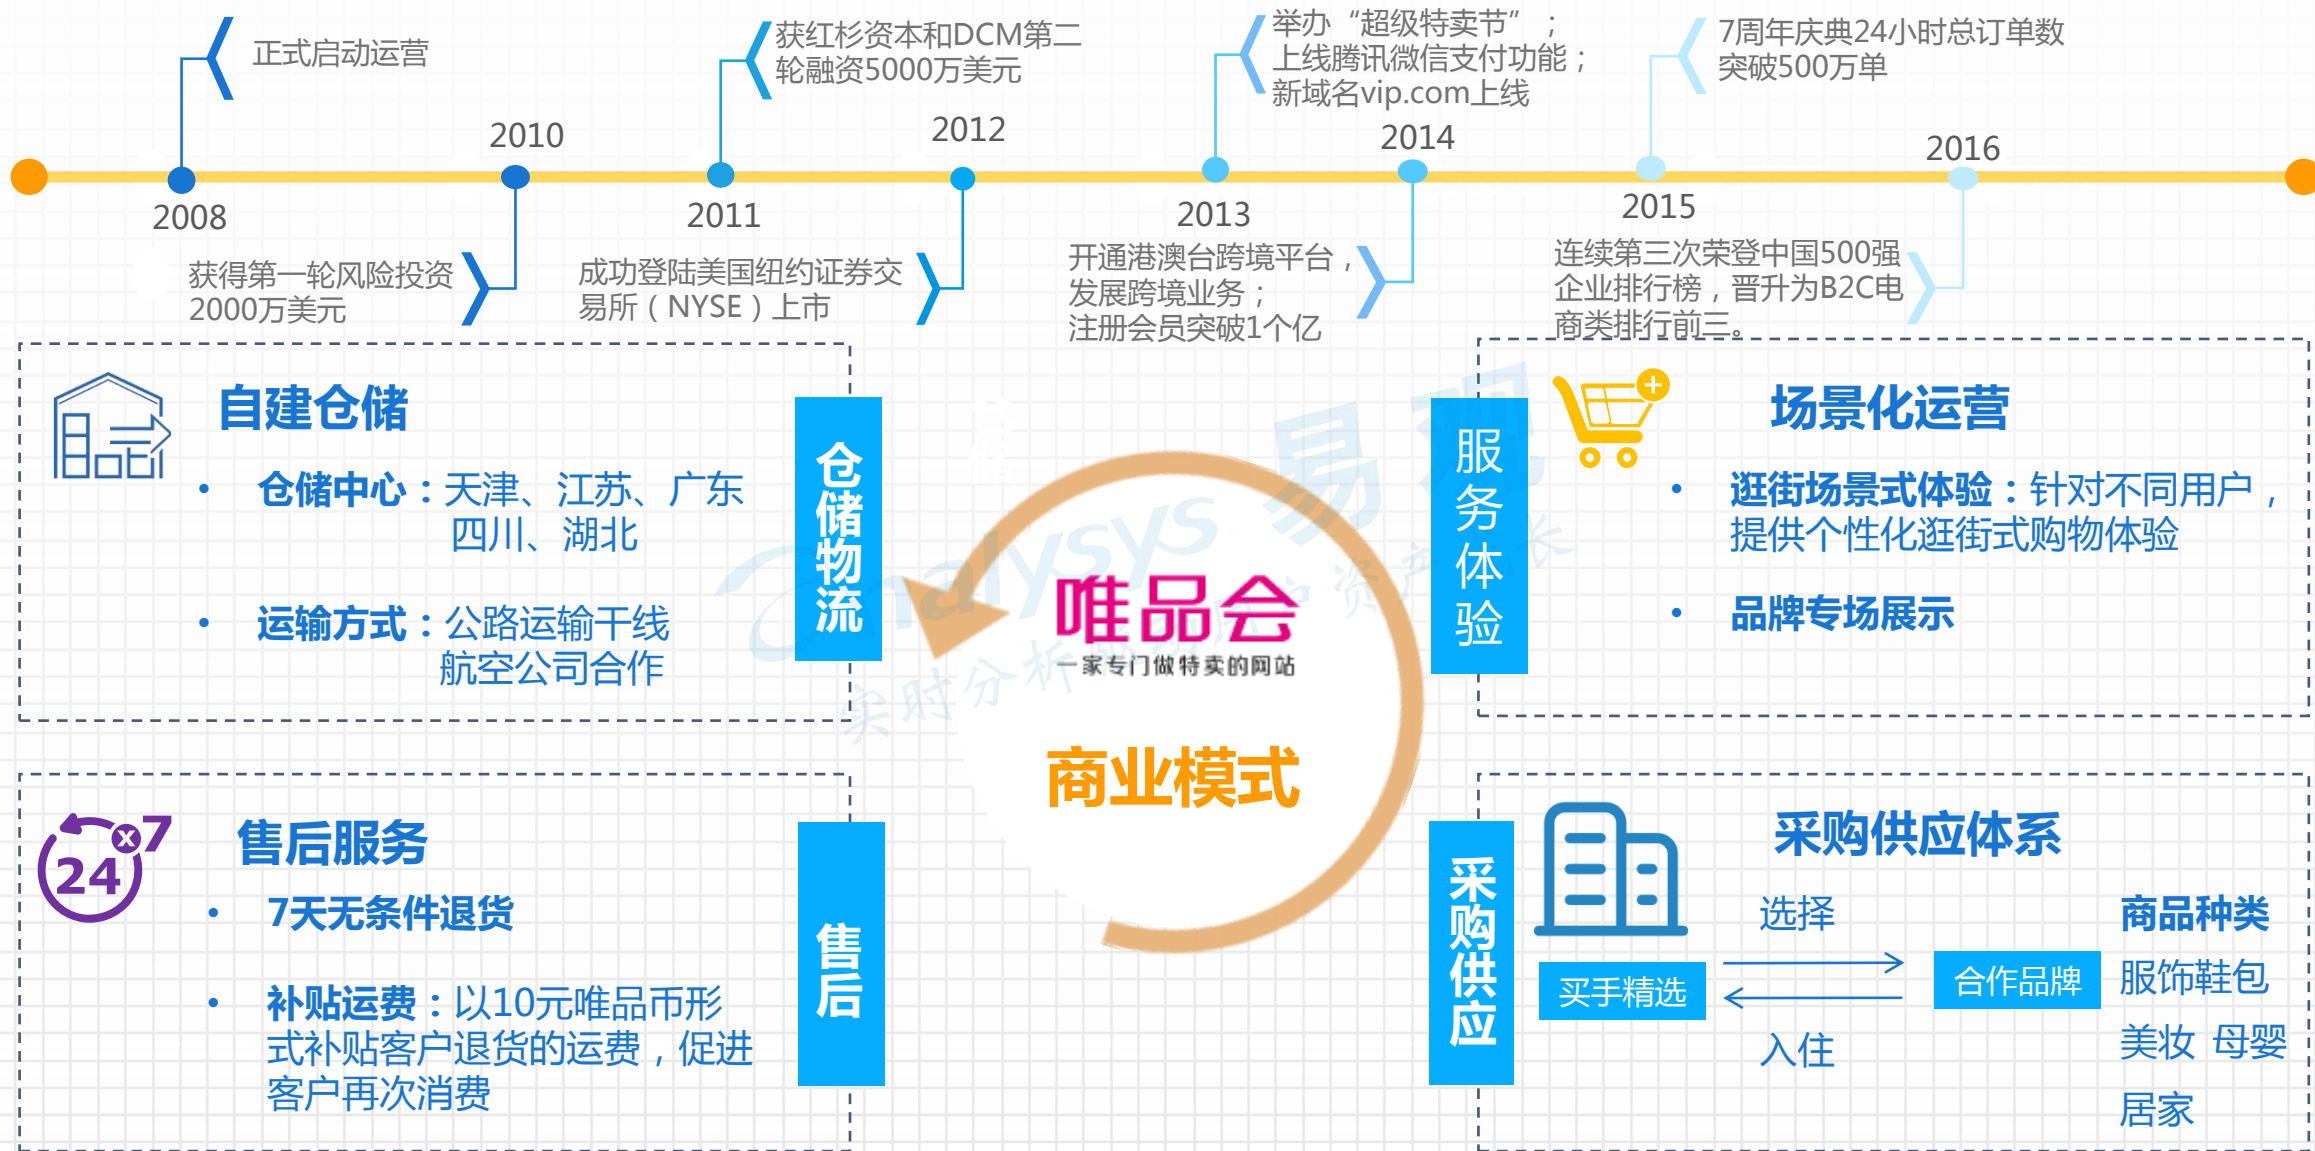 正式启动运营
获红杉资本和DCM第二
轮融资5000万美元
举办“超级特卖节”；
上线腾讯微信支付功能；
新域名vip.com上线
7周年庆典24小时总订单数
突破500万单
2010
2012
2014
2016
2008
2011
2013
2015
获得第一轮风险投资
2000万美元
成功登陆美国纽约证券交
易所（NYSE）上市
开通港澳台跨境平台，
发展跨境业务；
注册会员突破1个亿
连续第三次荣登中国500强
企业排行榜，晋升为B2C电
商类排行前三。
自建仓储
• 仓储中心：天津、江苏、广东
四川、湖北
• 运输方式：公路运输干线
航空公司合作
仓储物流
analysys 易观
实时分析驱动用户资产成长
唯品会
一家专门做特卖的网站
商业模式
服务体验
场景化运营
• 逛街场景式体验：针对不同用户，
提供个性化逛街式购物体验
• 品牌专场展示
24x7
售后服务
• 7天无条件退货
• 补贴运费：以10元唯品币形
式补贴客户退货的运费，促进
客户再次消费
售后
采购供应
采购供应体系
选择
买手精选
合作品牌
入住
商品种类
服饰鞋包
美妆 母婴
居家